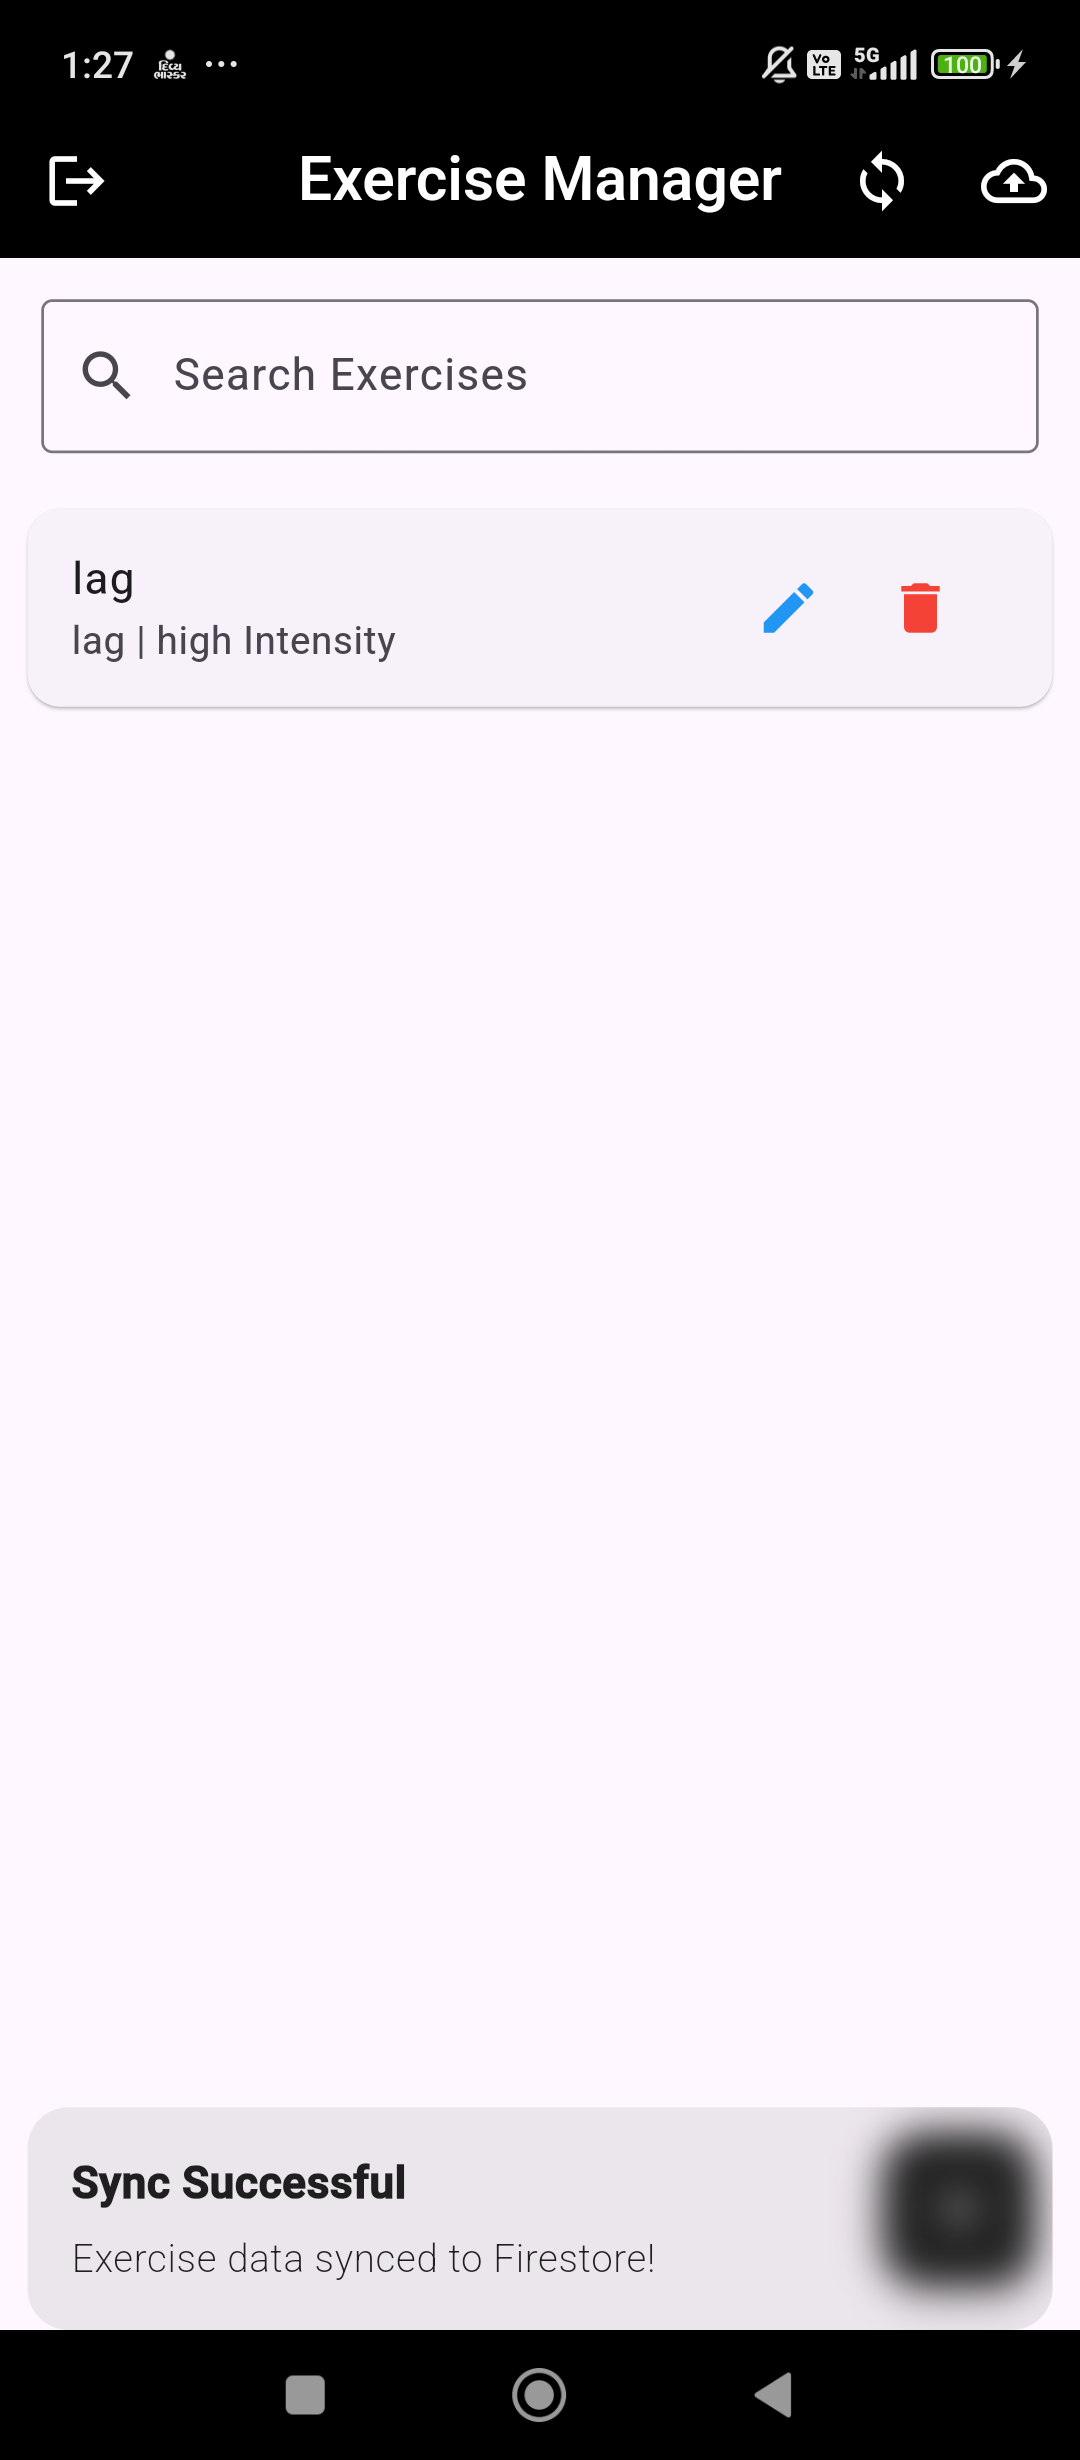 1:27 દિવ્ય ભાસ્કર ... Vo LTE 5G 100
Exercise Manager
Search Exercises
lag
lag | high Intensity
Sync Successful
Exercise data synced to Firestore!